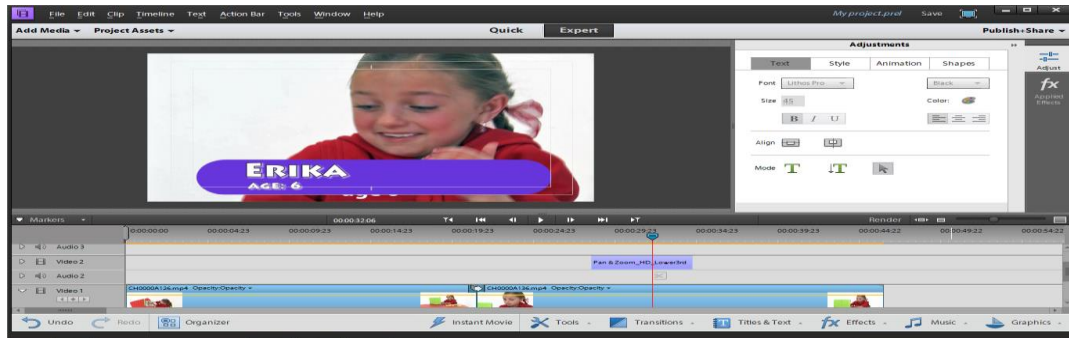 File Edit Clip Timeline Text Action Bar Tools Window Help My project.prel Save
Add Media Project Assets Quick Expert Publish+Share
Adjustments
Adjust
Text Style Animation Shapes
Font Lithos Pro Black
Applied Effects
Size 45 Color:
B I U
Align
Mode T T
ERIKA
AGE: 6
age 6
Markers 00:00:32:06 Render
0:00:00:00 00:00:04:23 00:00:09:23 00:00:14:23 00:00:19:23 00:00:24:23 00:00:29:23 00:00:34:23 00:00:39:23 00:00:44:22 00:00:49:22 00:00:54:22
Audio 3
Video 2 Pan & Zoom_HD_Lower3rd
Audio 2
Video 1 CH0000A136.mp4 Opacity:Opacity CH0000A136.mp4 Opacity:Opacity
Undo Redo Organizer Instant Movie Tools Transitions Titles & Text fx Effects Music Graphics